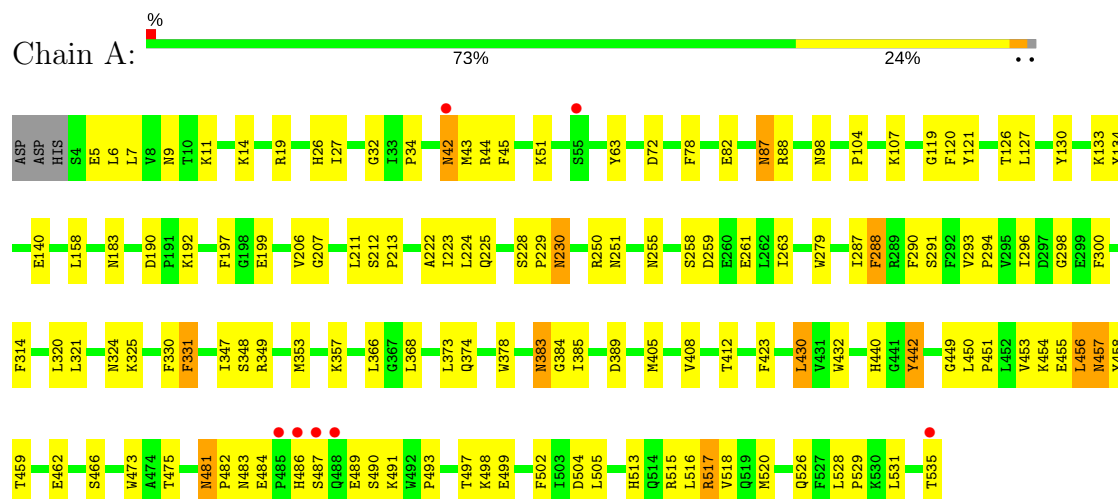 %
Chain A:
73% 24% • •
ASP ASP HIS S4 E5 L6 L7 V8 N9 T10 K11 K14 R19 H26 I27 G32 I33 P34 N42 M43 R44 F45 K51 S55 Y63 D72 F78 E82 N87 R88 N98 P104 K107 G119 F120 Y121 T126 L127 Y130 K133
E140 L158 N183 D190 P191 K192 F197 G198 E199 V206 G207 L211 S212 P213 A222 I223 L224 Q225 S228 P229 N230 R250 N251 N255 S258 D259 E260 E261 L262 I263 W279 I287 F288 R289 F290 S291 F292 V293 P294 V295 I296 D297 G298 E299 F300
F314 L320 L321 N324 K325 F330 F331 I347 S348 R349 M353 K357 L366 G367 L368 L373 Q374 W378 N383 G384 I385 D389 M405 V408 T412 F423 L430 V431 W432 H440 G441 Y442 G449 L450 P451 L452 V453 K454 E455 L456 N457 Y458
T459 E462 S466 W473 A474 T475 N481 P482 N483 E484 P485 H486 S487 Q488 E489 S490 K491 W492 P493 T497 K498 E499 F502 I503 D504 L505 H513 Q514 R515 L516 R517 V518 Q519 M520 Q526 F527 L528 P529 K530 L531 T535